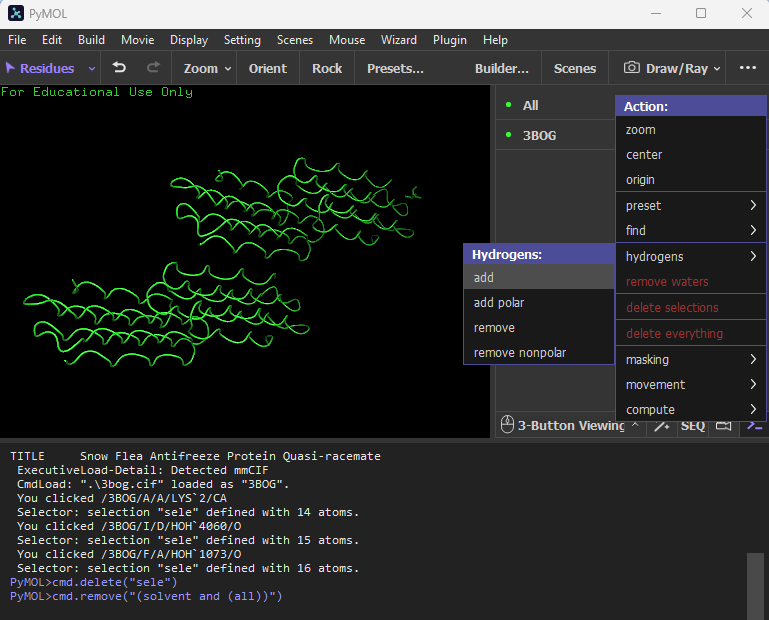 PyMOL
File Edit Build Movie Display Setting Scenes Mouse Wizard Plugin Help
Residues Zoom Orient Rock Presets... Builder... Scenes Draw/Ray
For Educational Use Only
All
3BOG
Action:
zoom
center
origin
preset
find
hydrogens
remove waters
delete selections
delete everything
masking
movement
compute
Hydrogens:
add
add polar
remove
remove nonpolar
3-Button Viewing SEQ
TITLE     Snow Flea Antifreeze Protein Quasi-racemate
ExecutiveLoad-Detail: Detected mmCIF
CmdLoad: ".\3bog.cif" loaded as "3BOG".
You clicked /3BOG/A/A/LYS`2/CA
Selector: selection "sele" defined with 14 atoms.
You clicked /3BOG/I/D/HOH`4060/O
Selector: selection "sele" defined with 15 atoms.
You clicked /3BOG/F/A/HOH`1073/O
Selector: selection "sele" defined with 16 atoms.
PyMOL>cmd.delete("sele")
PyMOL>cmd.remove("(solvent and (all))")